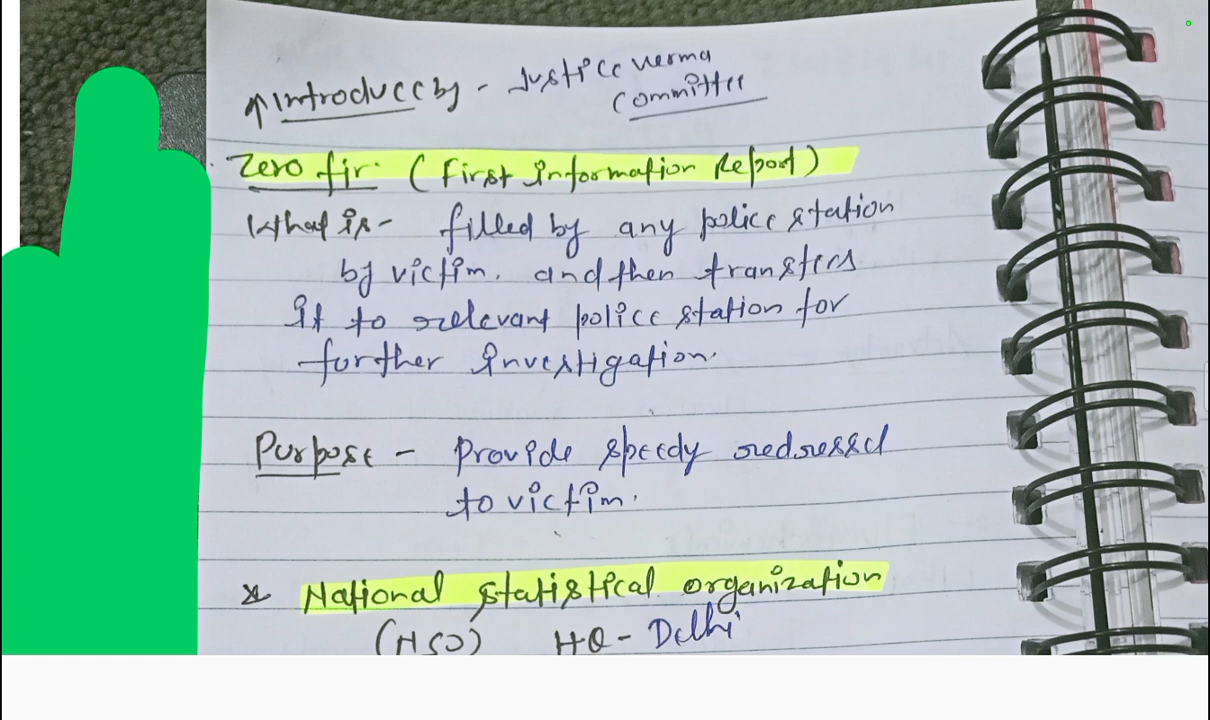 Introduce by - Justice verma
committee
Zero fir. (First information Report)
What is - filled by any police station
by victim. and then transfers
it to relevant police station for
further investigation.
Purpose - provide speedy redressal
to victim.
* National statistical organization
(NSO) HQ - Delhi